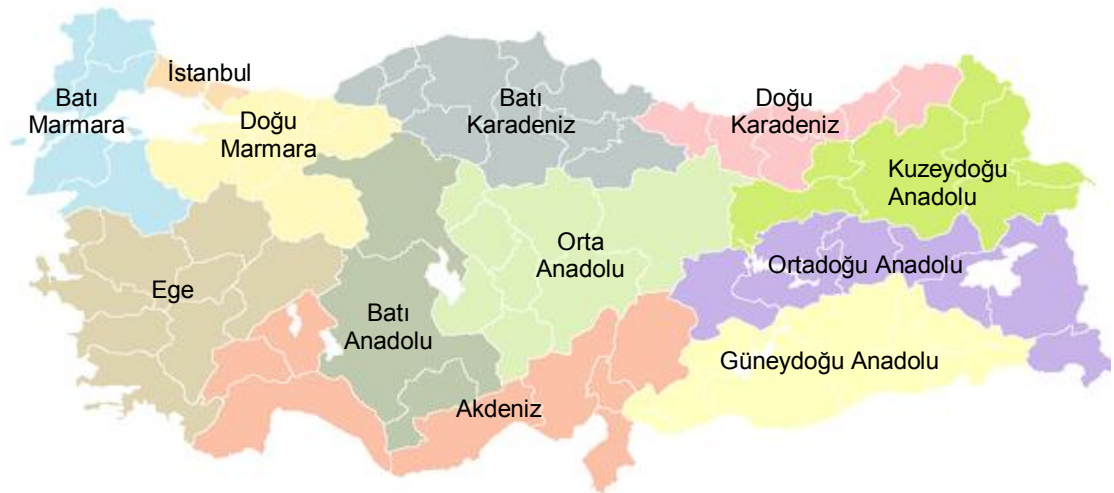 İstanbul
Batı
Marmara
Doğu
Marmara
Batı
Karadeniz
Doğu
Karadeniz
Kuzeydoğu
Anadolu
Orta
Anadolu
Ortadoğu Anadolu
Ege
Batı
Anadolu
Güneydoğu Anadolu
Akdeniz